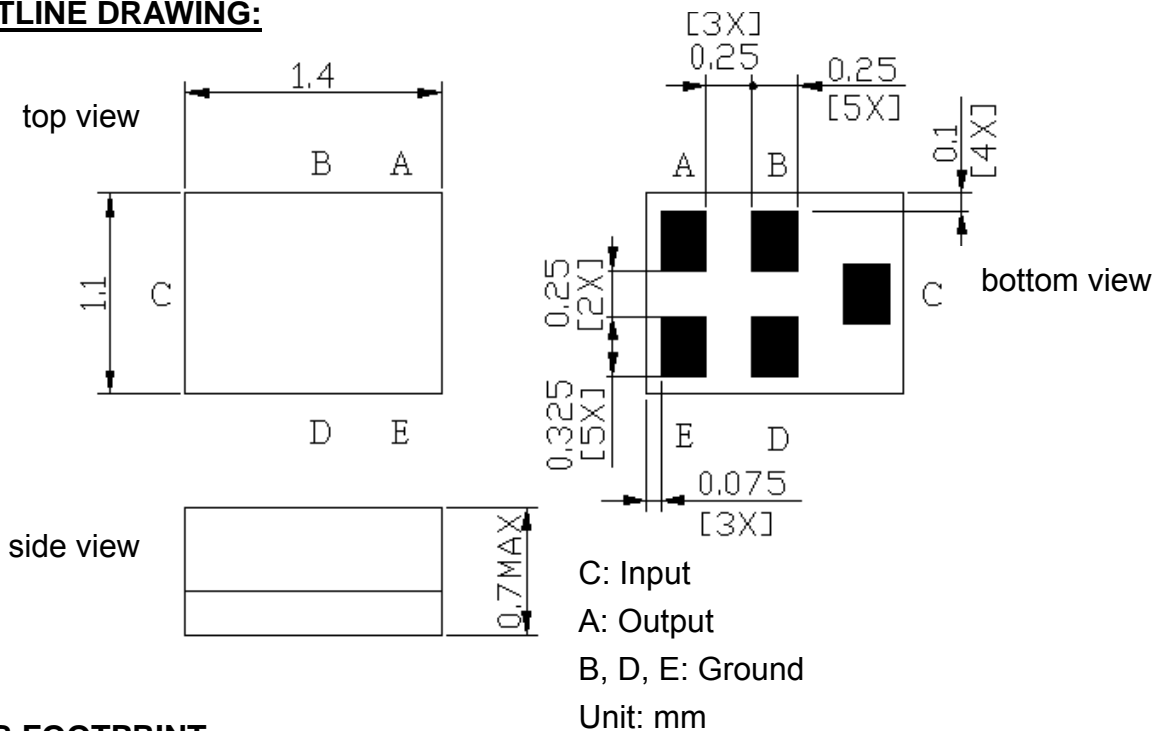 TLINE DRAWING:
top view
1.4
B A
1.1
C
D E
side view
0.7MAX
[3X]
0.25
0.25
[5X]
0.1
[4X]
A B
0.25
[2X]
C
bottom view
0.325
[5X]
E D
0.075
[3X]
C: Input
A: Output
B, D, E: Ground
Unit: mm